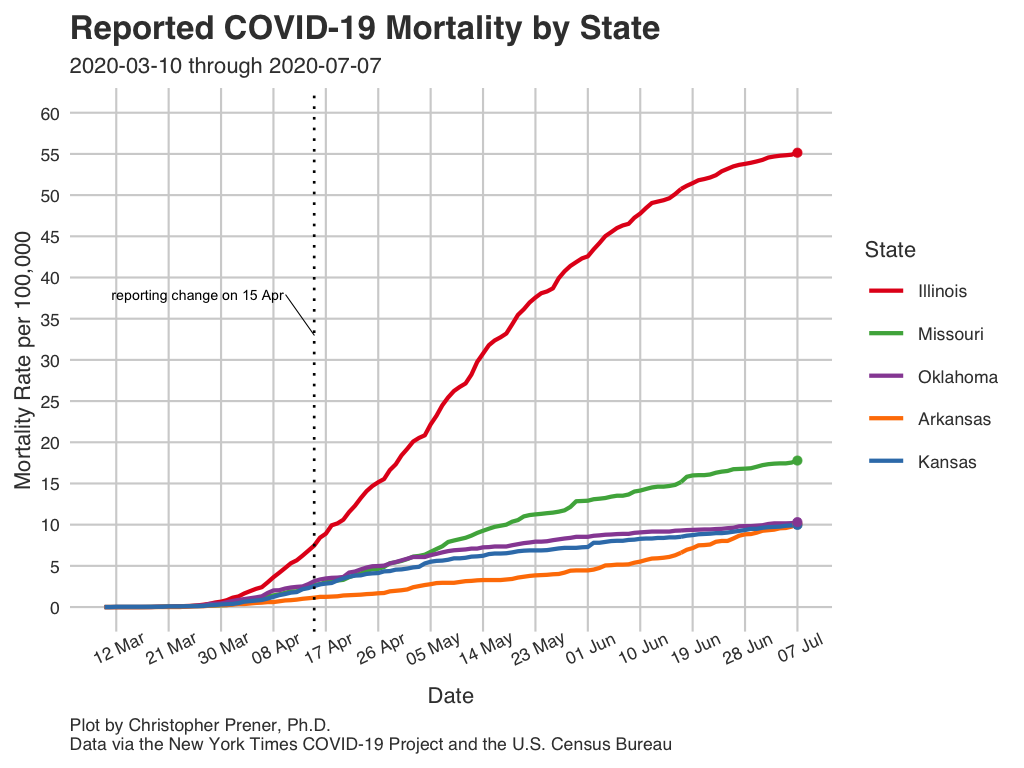 Reported COVID-19 Mortality by State
2020-03-10 through 2020-07-07
60
55
50
45
40
35
30
25
20
15
10
5
0
Mortality Rate per 100,000
reporting change on 15 Apr
12 Mar
21 Mar
30 Mar
08 Apr
17 Apr
26 Apr
05 May
14 May
23 May
01 Jun
10 Jun
19 Jun
28 Jun
07 Jul
Date
State
Illinois
Missouri
Oklahoma
Arkansas
Kansas
Plot by Christopher Prener, Ph.D.
Data via the New York Times COVID-19 Project and the U.S. Census Bureau